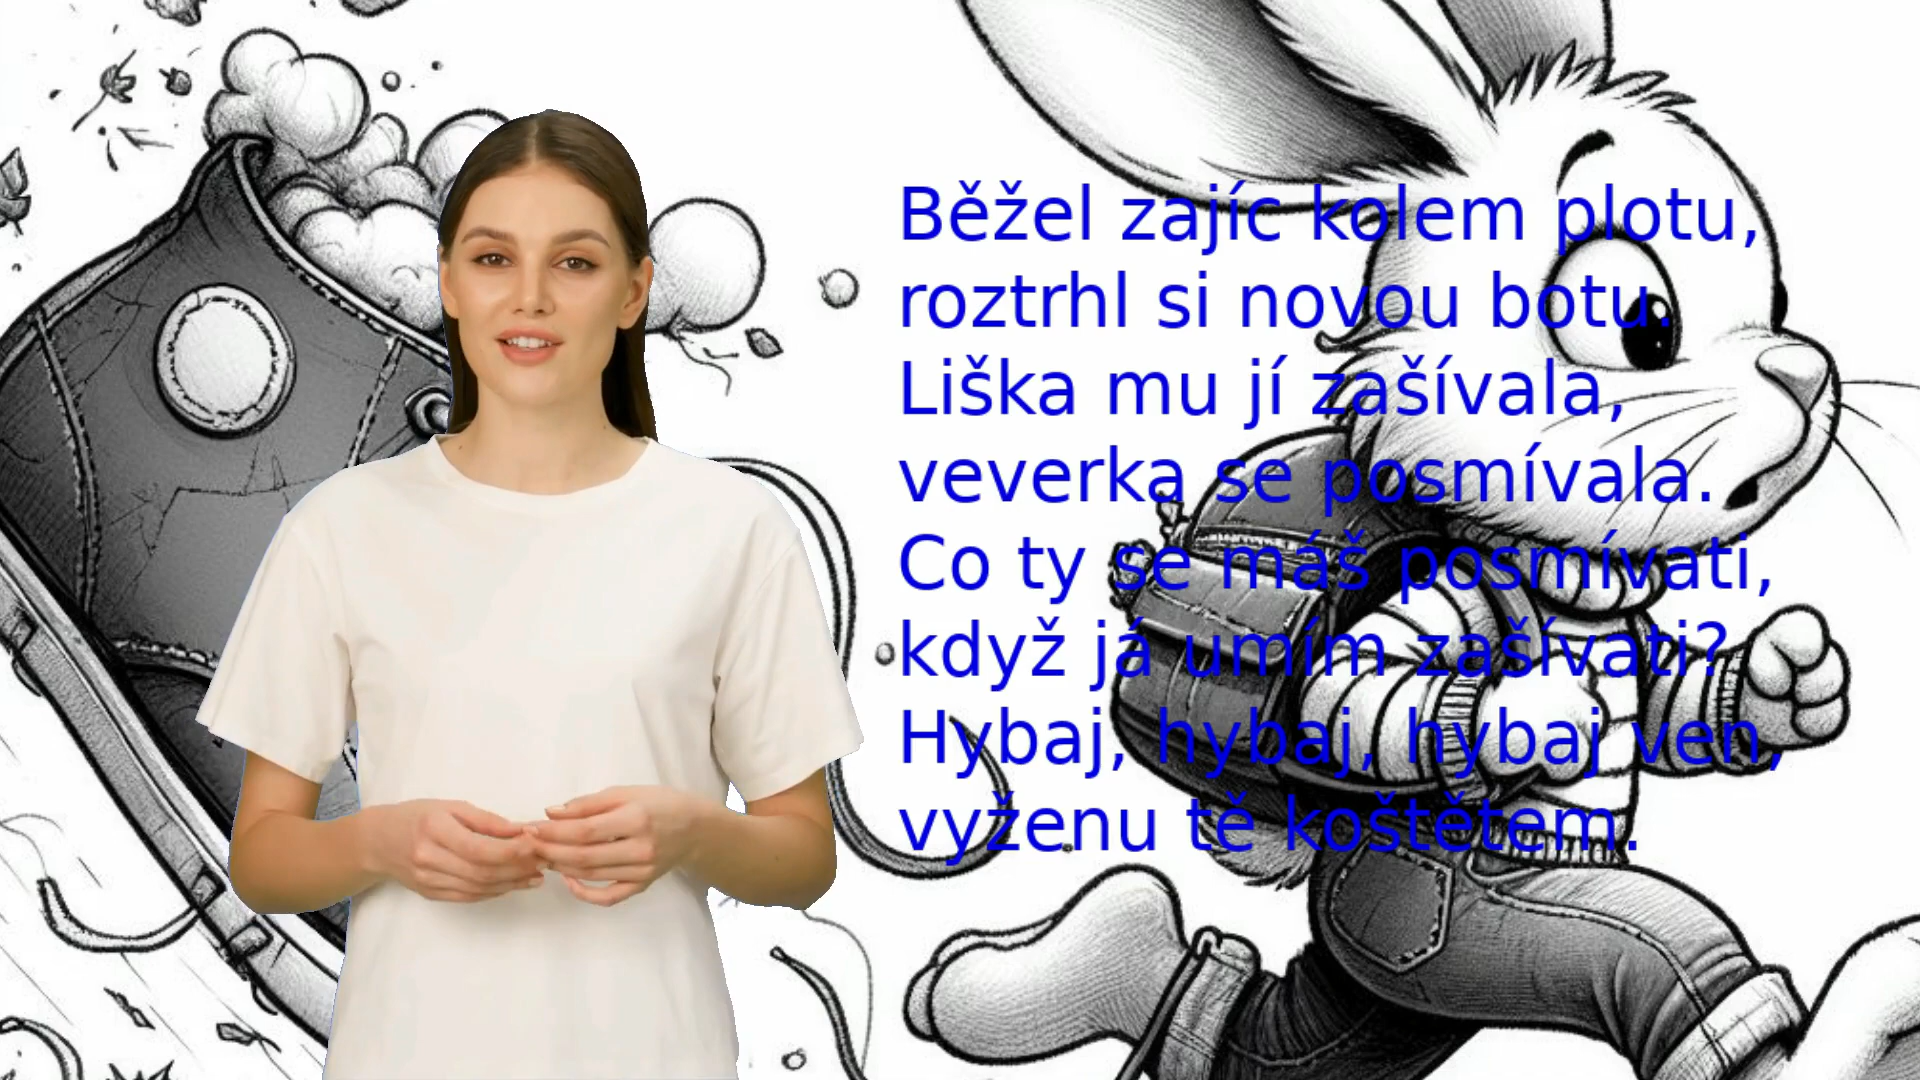 Běžel zajíc kolem plotu,
roztrhl si novou botu.
Liška mu jí zašívala,
veverka se posmívala.
Co ty se máš posmívati,
když já umím zašívati?
Hybaj, hybaj, hybaj ven,
vyženu tě koštětem.